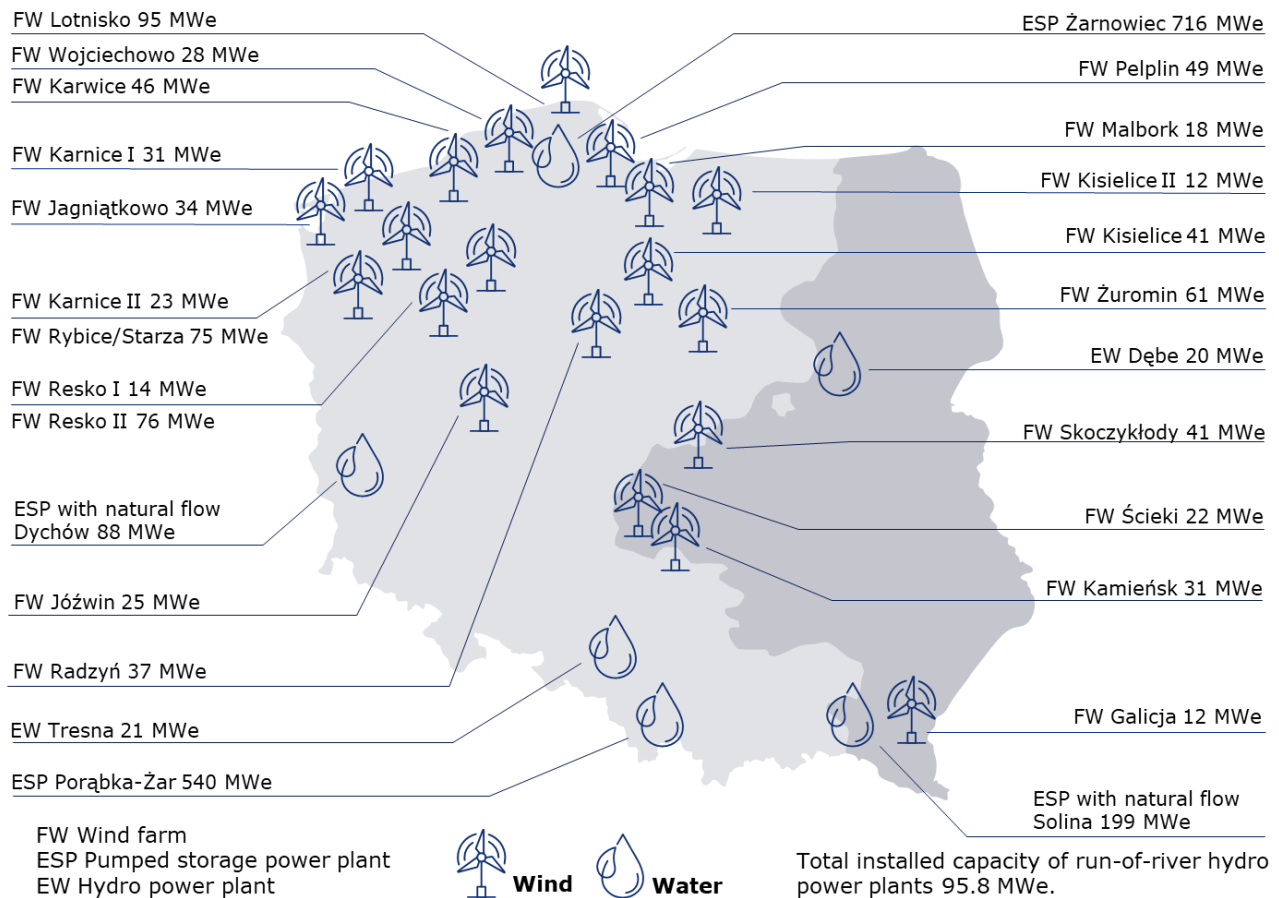 FW Lotnisko 95 MWe
FW Wojciechowo 28 MWe
FW Karwice 46 MWe
FW Karnice I 31 MWe
FW Jagniątkowo 34 MWe
FW Karnice II 23 MWe
FW Rybice/Starza 75 MWe
FW Resko I 14 MWe
FW Resko II 76 MWe
ESP with natural flow
Dychów 88 MWe
FW Jóźwin 25 MWe
FW Radzyń 37 MWe
EW Tresna 21 MWe
ESP Porąbka-Żar 540 MWe
ESP Żarnowiec 716 MWe
FW Pelplin 49 MWe
FW Malbork 18 MWe
FW Kisielice II 12 MWe
FW Kisielice 41 MWe
FW Żuromin 61 MWe
EW Dębe 20 MWe
FW Skoczykłody 41 MWe
FW Ścieki 22 MWe
FW Kamieńsk 31 MWe
FW Galicja 12 MWe
ESP with natural flow
Solina 199 MWe
FW Wind farm
ESP Pumped storage power plant
EW Hydro power plant
Wind
Water
Total installed capacity of run-of-river hydro
power plants 95.8 MWe.